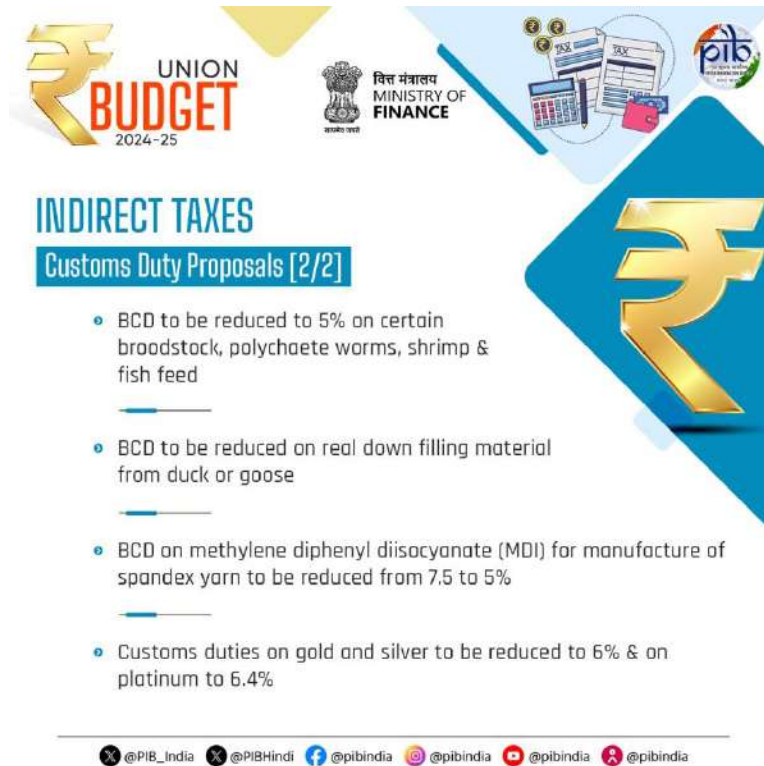 UNION
BUDGET
2024-25
वित्त मंत्रालय
MINISTRY OF
FINANCE
सत्यमेव जयते
TAX
TAX
pib
INDIRECT TAXES
Customs Duty Proposals [2/2]
BCD to be reduced to 5% on certain
broodstock, polychaete worms, shrimp &
fish feed
BCD to be reduced on real down filling material
from duck or goose
BCD on methylene diphenyl diisocyanate (MDI) for manufacture of
spandex yarn to be reduced from 7.5 to 5%
Customs duties on gold and silver to be reduced to 6% & on
platinum to 6.4%
@PIB_India @PIBHindi @pibindia @pibindia @pibindia @pibindia